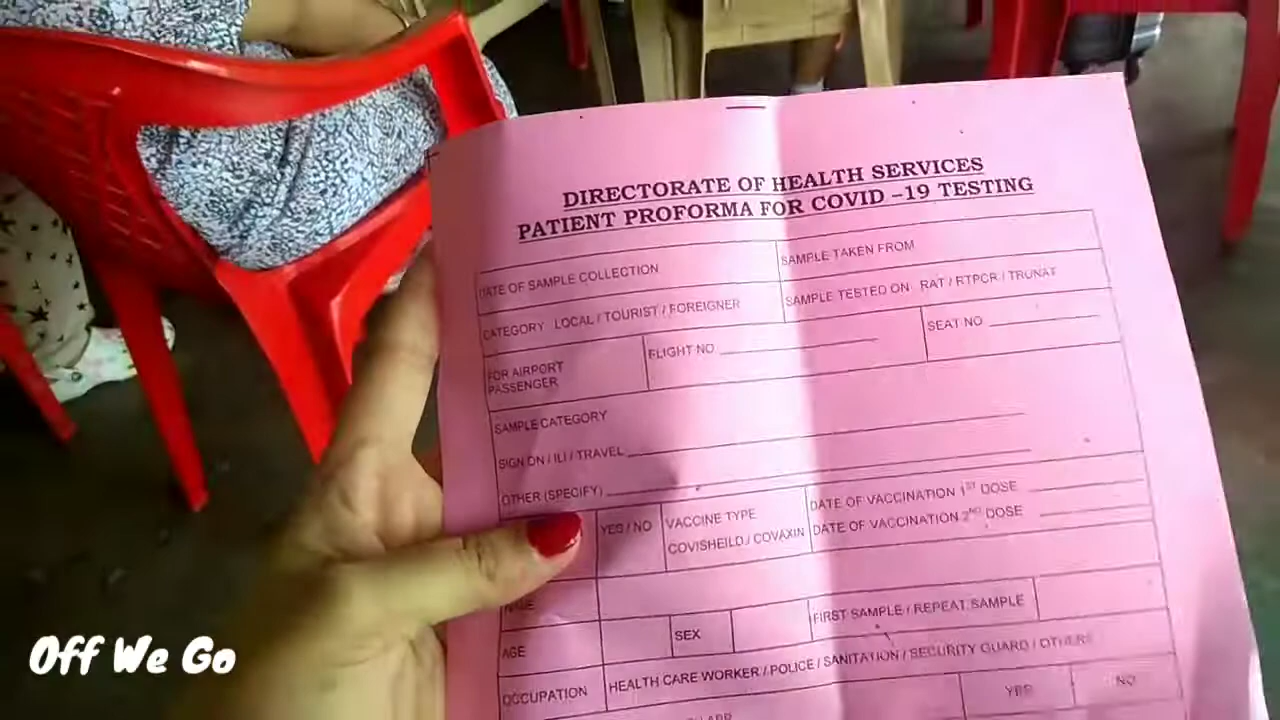 DIRECTORATE OF HEALTH SERVICES
PATIENT PROFORMA FOR COVID –19 TESTING
DATE OF SAMPLE COLLECTION
SAMPLE TAKEN FROM
CATEGORY LOCAL / TOURIST / FOREIGNER
SAMPLE TESTED ON RAT / RTPCR / TRUNAT
FOR AIRPORT
PASSENGER
FLIGHT NO
SEAT NO
SAMPLE CATEGORY
SIGN ON / ILI / TRAVEL
OTHER (SPECIFY)
YES / NO
VACCINE TYPE
COVISHEILD / COVAXIN
DATE OF VACCINATION 1ST DOSE
DATE OF VACCINATION 2ND DOSE
NAME
AGE
SEX
FIRST SAMPLE / REPEAT SAMPLE
OCCUPATION
HEALTH CARE WORKER / POLICE / SANITATION / SECURITY GUARD / OTHERS
YES
NO
Off We Go